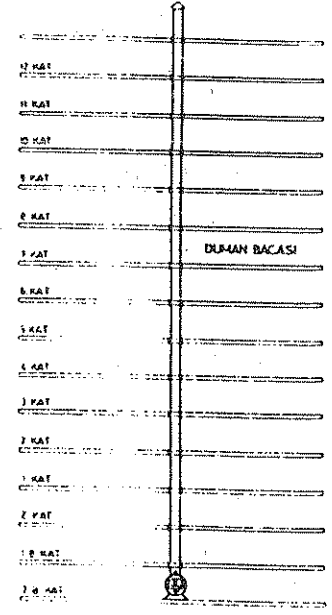 12 KAT
11 KAT
10 KAT
9 KAT
8 KAT
DUMAN BACASI
7 KAT
6 KAT
5 KAT
4 KAT
3 KAT
2 KAT
1 KAT
Z KAT
1 B KAT
2 B KAT